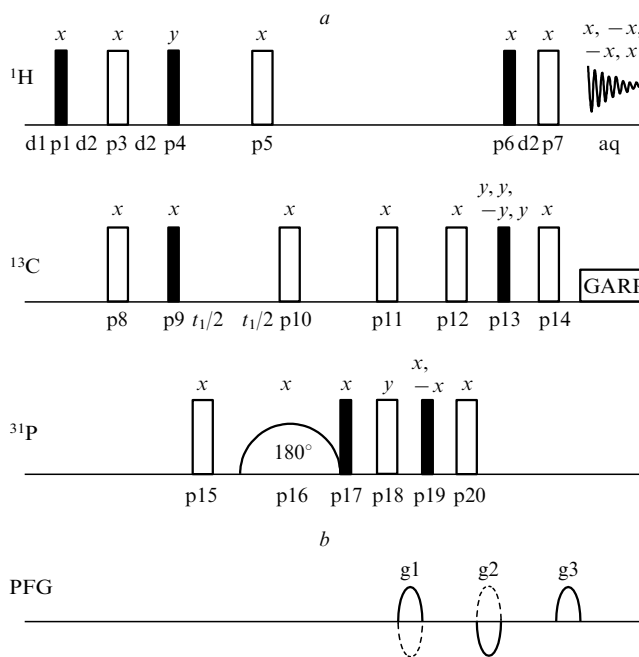 a
x x y x x x x, −x,
−x, x
¹H
d1 p1 d2 p3 d2 p4 p5 p6 d2 p7 aq
x x x x x y, y,
−y, y x
¹³C
GARP
p8 p9 t₁/2 t₁/2 p10 p11 p12 p13 p14
x x x y x,
−x x
³¹P
180°
p15 p16 p17 p18 p19 p20
b
PFG g1 g2 g3